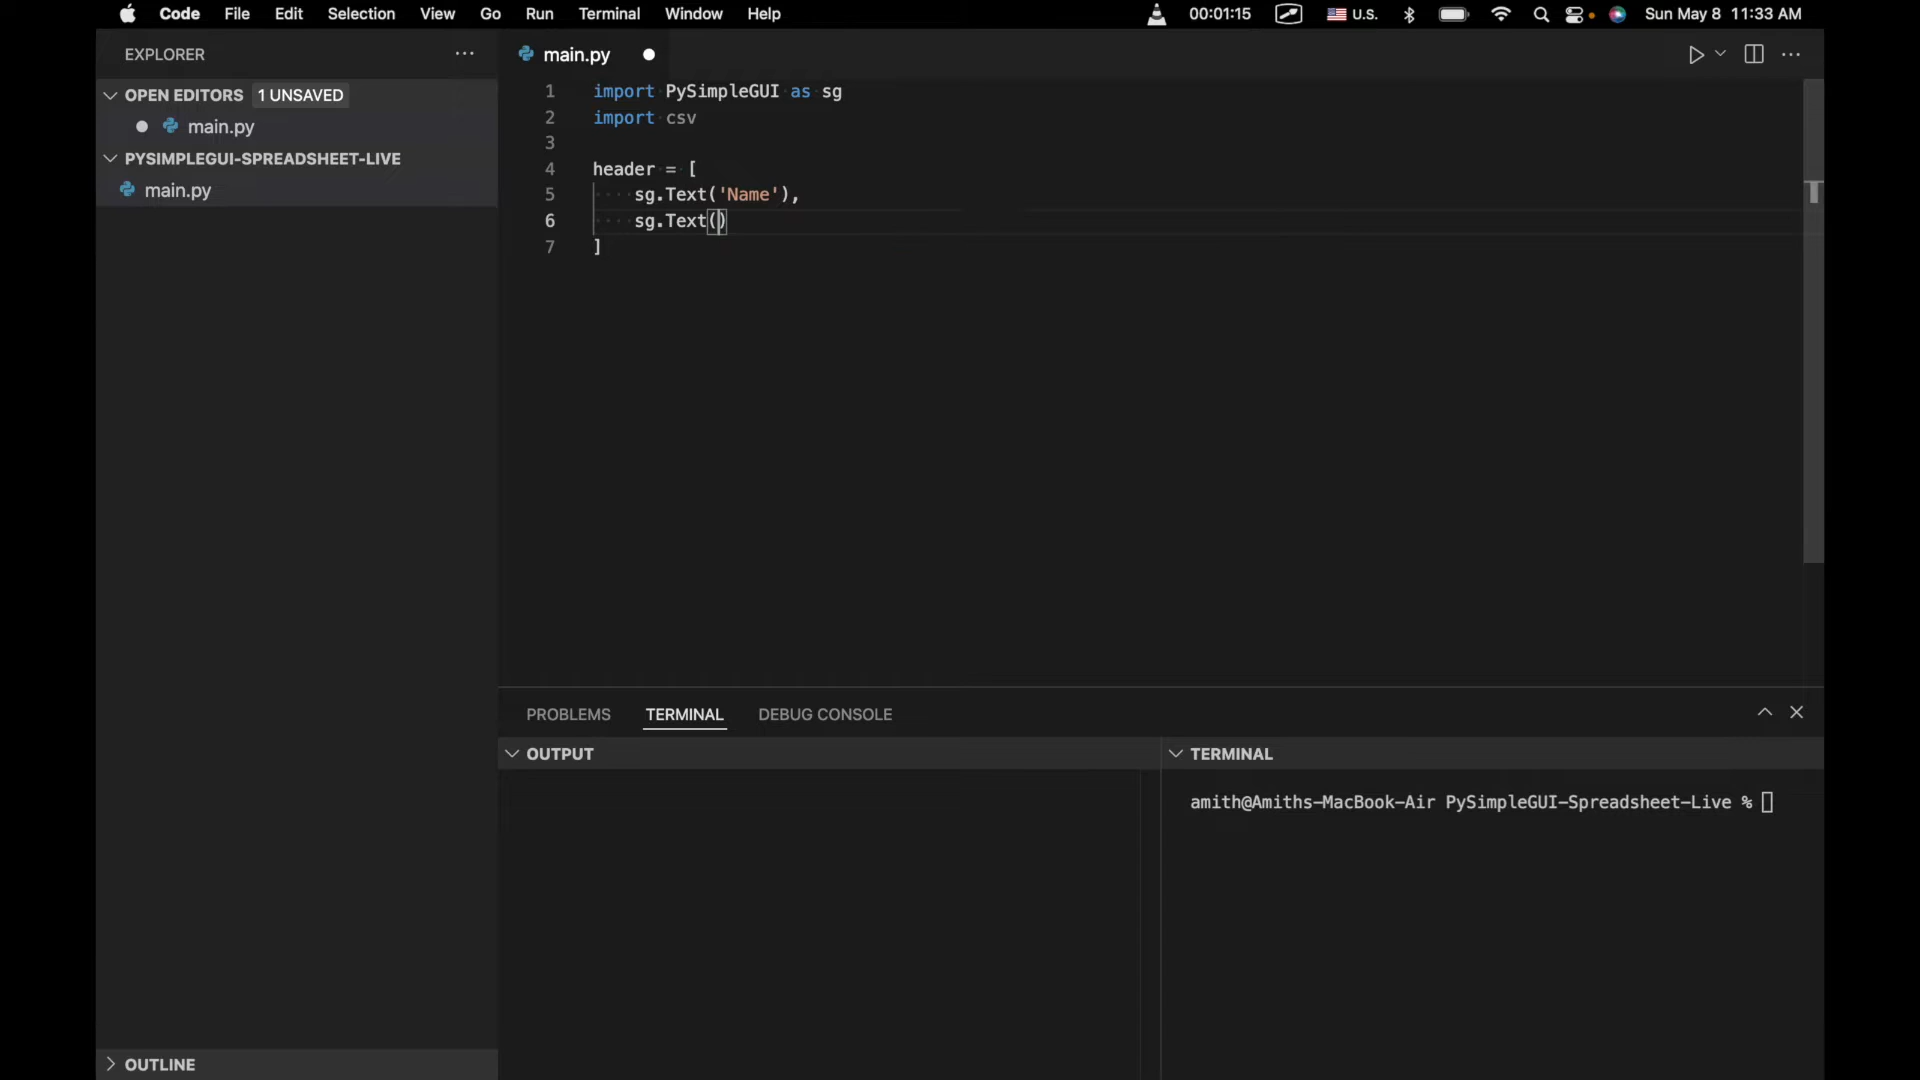 Code File Edit Selection View Go Run Terminal Window Help 00:01:15 U.S. Sun May 8 11:33 AM
EXPLORER
main.py
OPEN EDITORS 1 UNSAVED
main.py
PYSIMPLEGUI-SPREADSHEET-LIVE
main.py
1 import PySimpleGUI as sg
2 import csv
3
4 header = [
5 sg.Text('Name'),
6 sg.Text()
7 ]
PROBLEMS TERMINAL DEBUG CONSOLE
OUTPUT
TERMINAL
amith@Amiths-MacBook-Air PySimpleGUI-Spreadsheet-Live %
OUTLINE